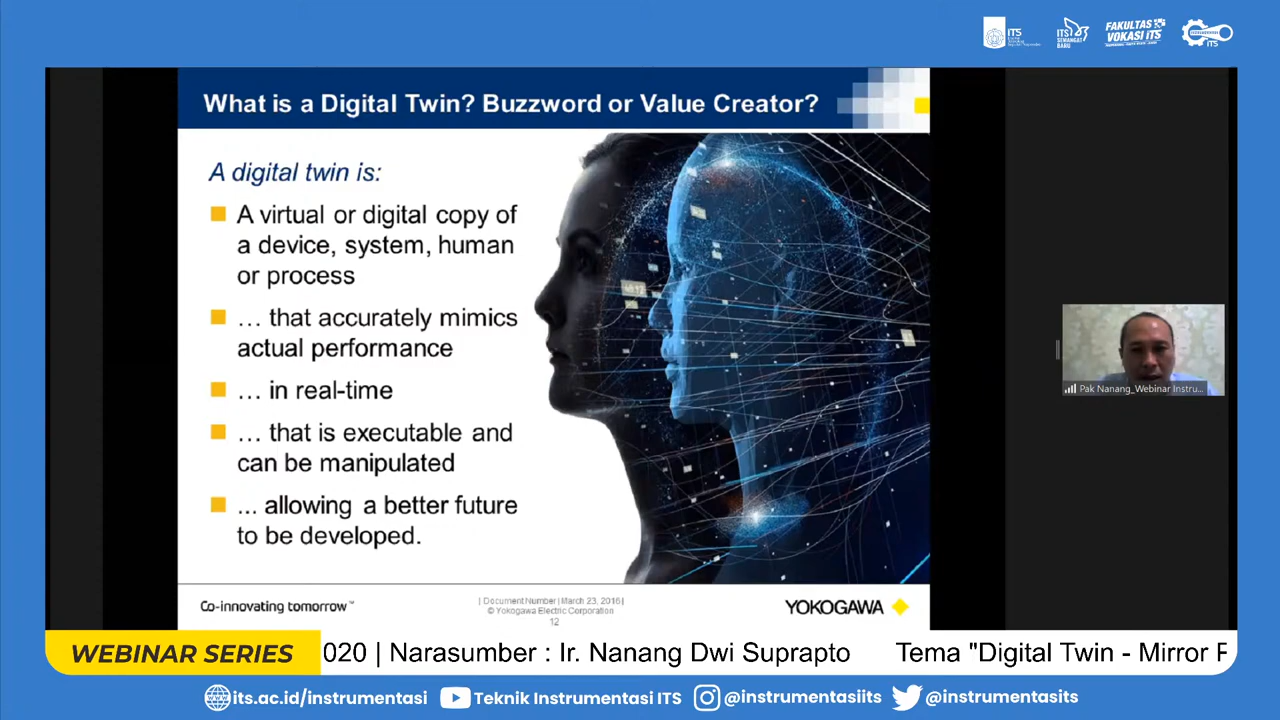 ITS
ITS
SEMANGAT
BARU
FAKULTAS
VOKASI ITS
ITS
What is a Digital Twin? Buzzword or Value Creator?
A digital twin is:
A virtual or digital copy of
a device, system, human
or process
… that accurately mimics
actual performance
… in real-time
… that is executable and
can be manipulated
... allowing a better future
to be developed.
Pak Nanang_Webinar Instru...
Co-innovating tomorrow™
| Document Number | March 23, 2016 |
© Yokogawa Electric Corporation
12
YOKOGAWA
WEBINAR SERIES
020 | Narasumber : Ir. Nanang Dwi Suprapto Tema "Digital Twin - Mirror F
its.ac.id/instrumentasi
Teknik Instrumentasi ITS
@instrumentasiits
@instrumentasits